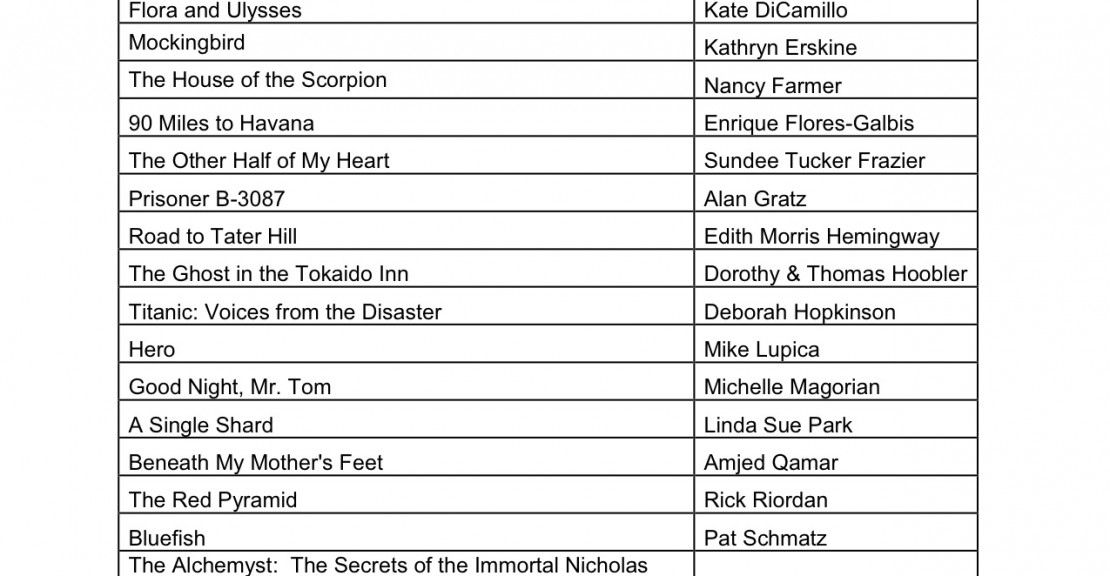 Flora and Ulysses Kate DiCamillo
Mockingbird Kathryn Erskine
The House of the Scorpion Nancy Farmer
90 Miles to Havana Enrique Flores-Galbis
The Other Half of My Heart Sundee Tucker Frazier
Prisoner B-3087 Alan Gratz
Road to Tater Hill Edith Morris Hemingway
The Ghost in the Tokaido Inn Dorothy & Thomas Hoobler
Titanic: Voices from the Disaster Deborah Hopkinson
Hero Mike Lupica
Good Night, Mr. Tom Michelle Magorian
A Single Shard Linda Sue Park
Beneath My Mother's Feet Amjed Qamar
The Red Pyramid Rick Riordan
Bluefish Pat Schmatz
The Alchemyst:  The Secrets of the Immortal Nicholas